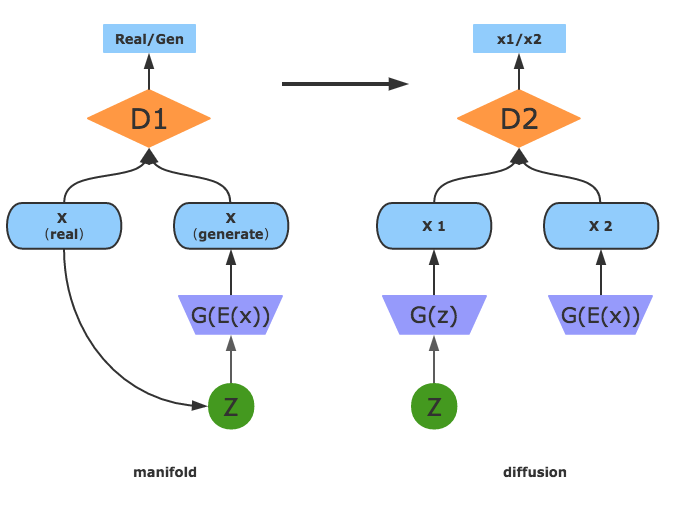 Real/Gen
x1/x2
D1
D2
X
(real)
X
(generate)
X 1
X 2
G(E(x))
G(z)
G(E(x))
Z
Z
manifold
diffusion